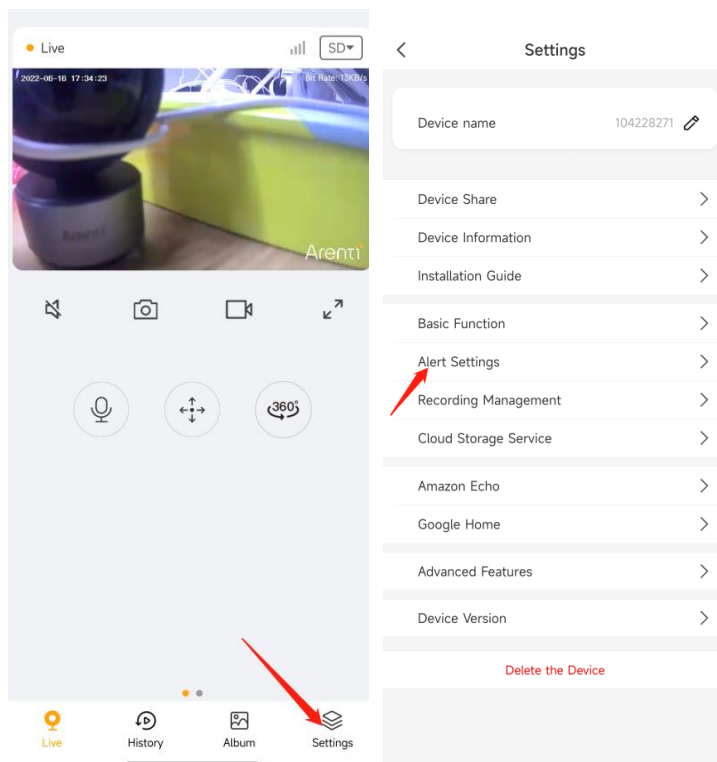 Live
SD
2022-06-16 17:34:23
Bit Rate: 13KB/s
Arenti
Arenti
360°
Live
History
Album
Settings
Settings
Device name
104228271
Device Share
Device Information
Installation Guide
Basic Function
Alert Settings
Recording Management
Cloud Storage Service
Amazon Echo
Google Home
Advanced Features
Device Version
Delete the Device